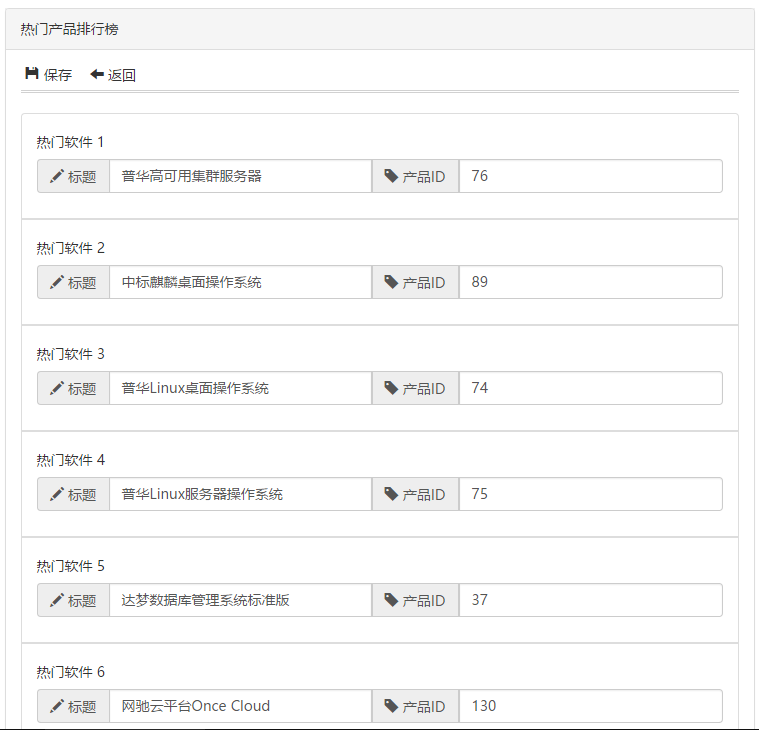 热门产品排行榜
保存 返回
热门软件 1
标题 普华高可用集群服务器 产品ID 76
热门软件 2
标题 中标麒麟桌面操作系统 产品ID 89
热门软件 3
标题 普华Linux桌面操作系统 产品ID 74
热门软件 4
标题 普华Linux服务器操作系统 产品ID 75
热门软件 5
标题 达梦数据库管理系统标准版 产品ID 37
热门软件 6
标题 网驰云平台Once Cloud 产品ID 130